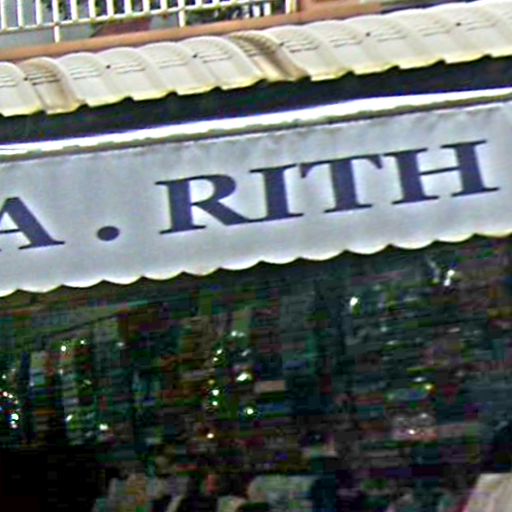 A . RITH